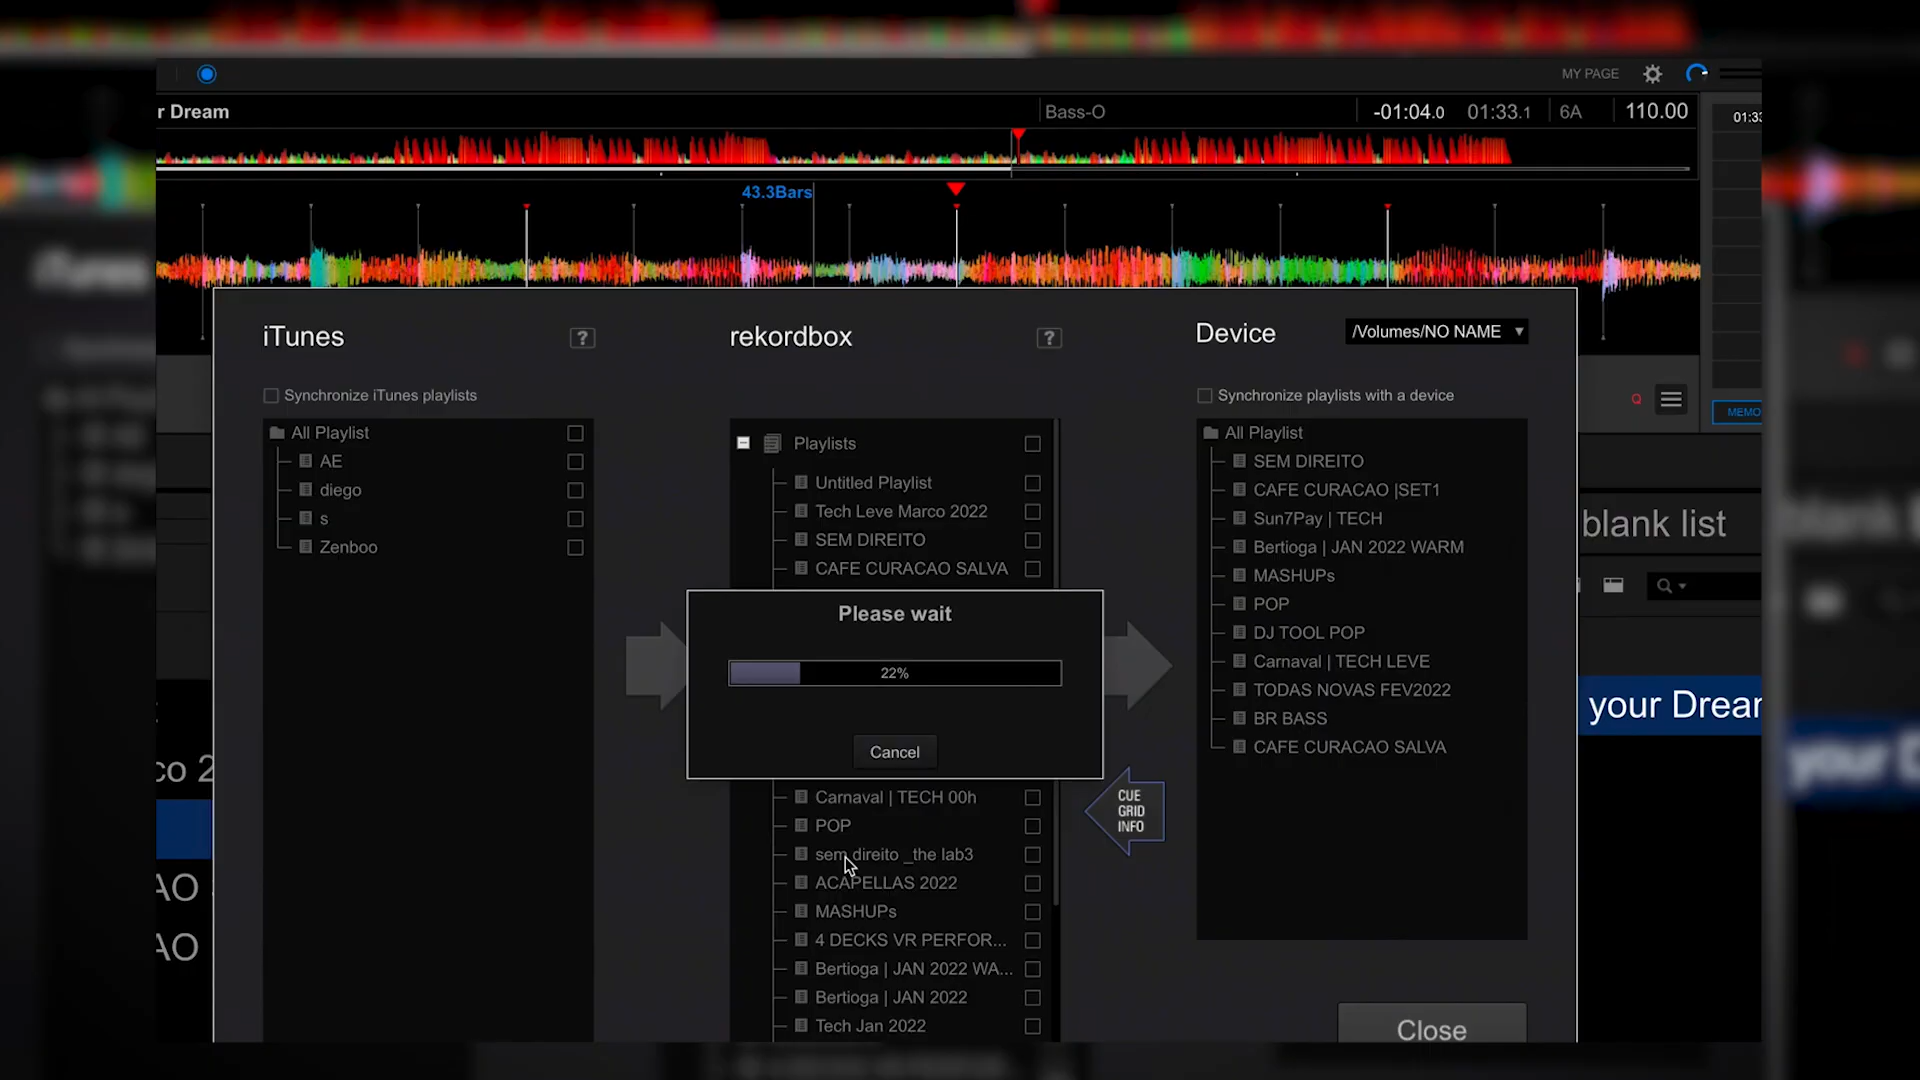 MY PAGE
r Dream
Bass-O
-01:04.0
01:33.1
6A
110.00
01:33
43.3Bars
iTunes
?
rekordbox
?
Device
/Volumes/NO NAME
Synchronize iTunes playlists
Synchronize playlists with a device
MEMO
All Playlist
AE
diego
s
Zenboo
Playlists
Untitled Playlist
Tech Leve Marco 2022
SEM DIREITO
CAFE CURACAO SALVA
Please wait
22%
Cancel
Carnaval | TECH 00h
POP
sem direito _the lab3
ACAPELLAS 2022
MASHUPs
4 DECKS VR PERFOR...
Bertioga | JAN 2022 WA...
Bertioga | JAN 2022
Tech Jan 2022
CUE
GRID
INFO
All Playlist
SEM DIREITO
CAFE CURACAO |SET1
Sun7Pay | TECH
Bertioga | JAN 2022 WARM
MASHUPs
POP
DJ TOOL POP
Carnaval | TECH LEVE
TODAS NOVAS FEV2022
BR BASS
CAFE CURACAO SALVA
Close
blank list
your Drear
co 2
AO
AO